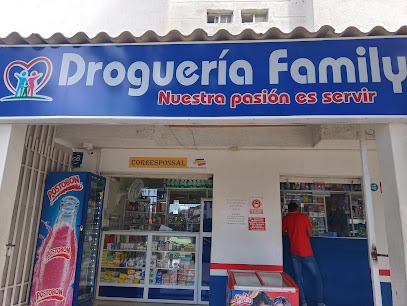 Droguería Family
Nuestra pasión es servir
CORRESPONSAL
POSTOBON
POSTOBON